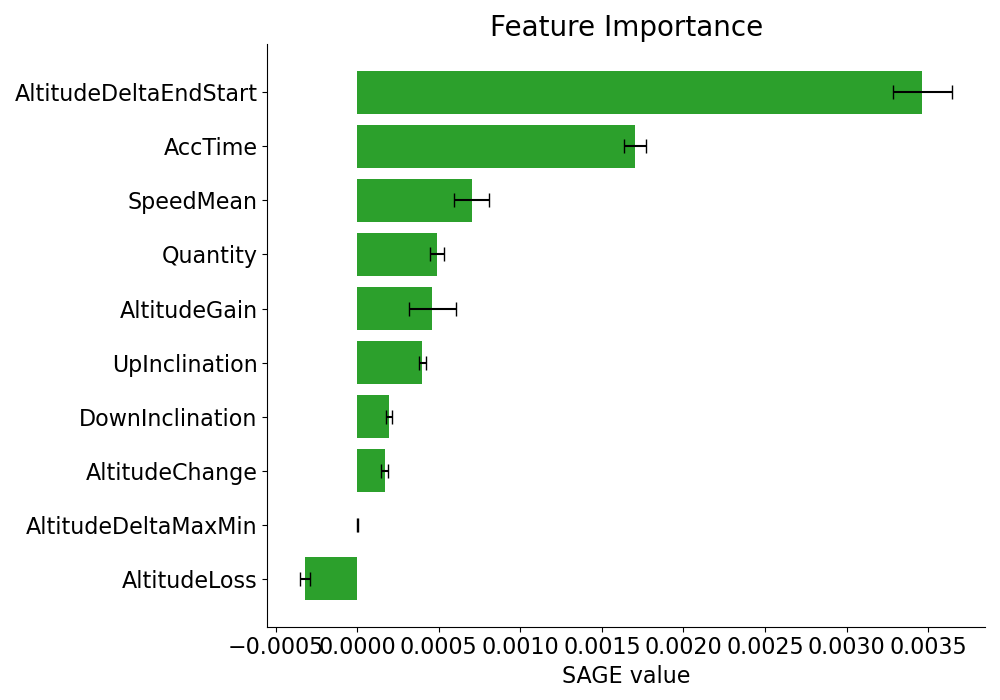 Feature Importance
AltitudeDeltaEndStart
AccTime
SpeedMean
Quantity
AltitudeGain
UpInclination
DownInclination
AltitudeChange
AltitudeDeltaMaxMin
AltitudeLoss
−0.0005 0.0000 0.0005 0.0010 0.0015 0.0020 0.0025 0.0030 0.0035
SAGE value